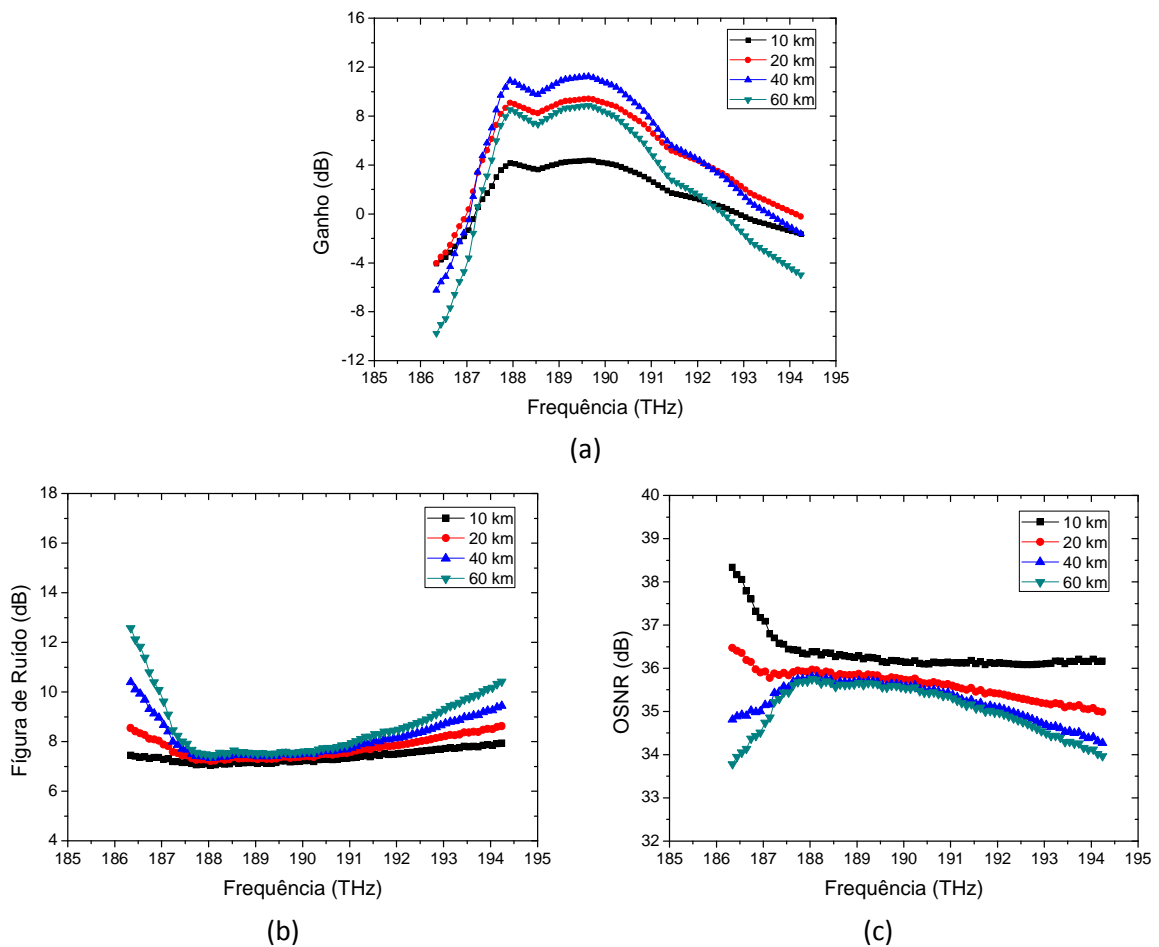 16
12
8
4
0
-4
-8
-12
Ganho (dB)
10 km
20 km
40 km
60 km
185 186 187 188 189 190 191 192 193 194 195
Frequência (THz)
(a)
18
16
14
12
10
8
6
4
Fígura de Ruído (dB)
10 km
20 km
40 km
60 km
185 186 187 188 189 190 191 192 193 194 195
Frequência (THz)
(b)
40
39
38
37
36
35
34
33
32
OSNR (dB)
10 km
20 km
40 km
60 km
185 186 187 188 189 190 191 192 193 194 195
Frequência (THz)
(c)